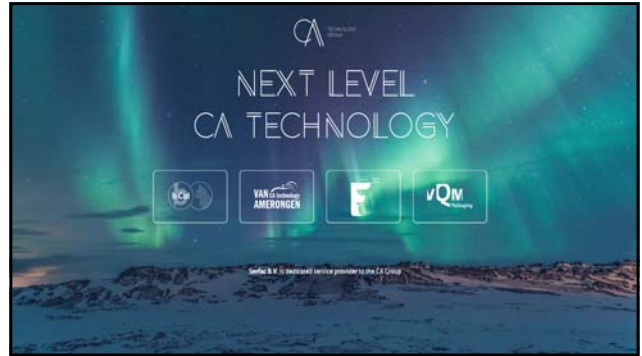 CA TECHNOLOGY
GROUP
NEXT LEVEL
CA TECHNOLOGY
VAN CA technology
AMERONGEN
F
VQM
Packaging
Serfac B.V. is dedicated service provider to the CA Group